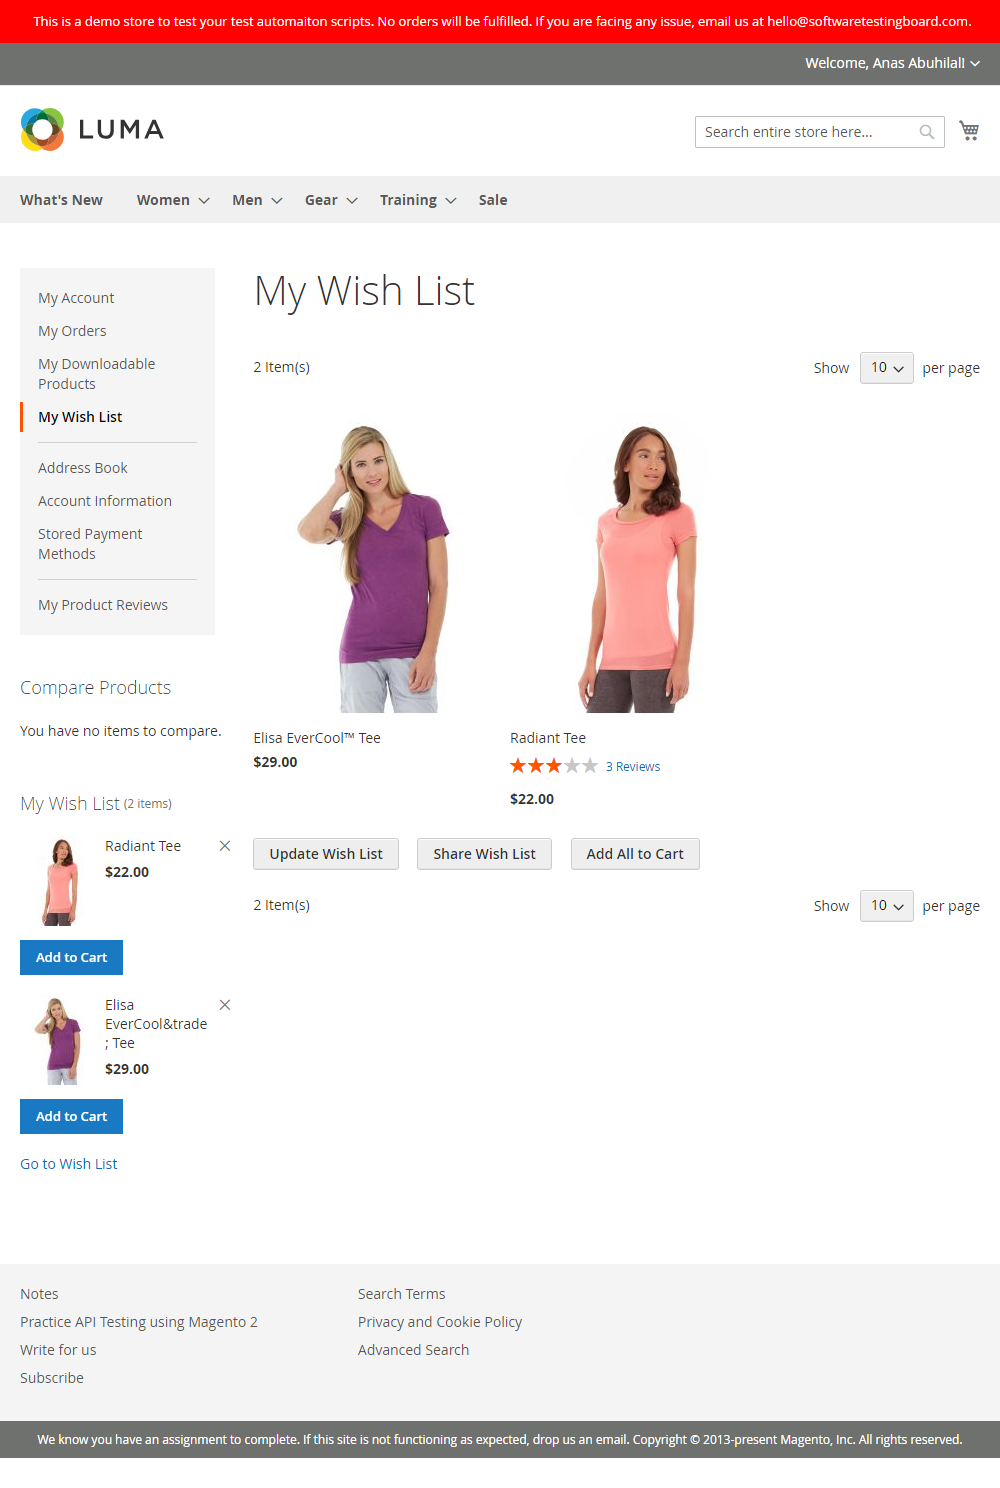 This is a demo store to test your test automaiton scripts. No orders will be fulfilled. If you are facing any issue, email us at hello@softwaretestingboard.com.
Welcome, Anas Abuhilal!
LUMA
Search entire store here...
What's New Women Men Gear Training Sale
My Account
My Orders
My Downloadable
Products
My Wish List
Address Book
Account Information
Stored Payment
Methods
My Product Reviews
Compare Products
You have no items to compare.
My Wish List (2 items)
Radiant Tee
$22.00
Add to Cart
Elisa
EverCool&trade
; Tee
$29.00
Add to Cart
Go to Wish List
My Wish List
2 Item(s)
Show 10 per page
Elisa EverCool™ Tee
$29.00
Radiant Tee
3 Reviews
$22.00
Update Wish List Share Wish List Add All to Cart
2 Item(s)
Show 10 per page
Notes
Practice API Testing using Magento 2
Write for us
Subscribe
Search Terms
Privacy and Cookie Policy
Advanced Search
We know you have an assignment to complete. If this site is not functioning as expected, drop us an email. Copyright © 2013-present Magento, Inc. All rights reserved.